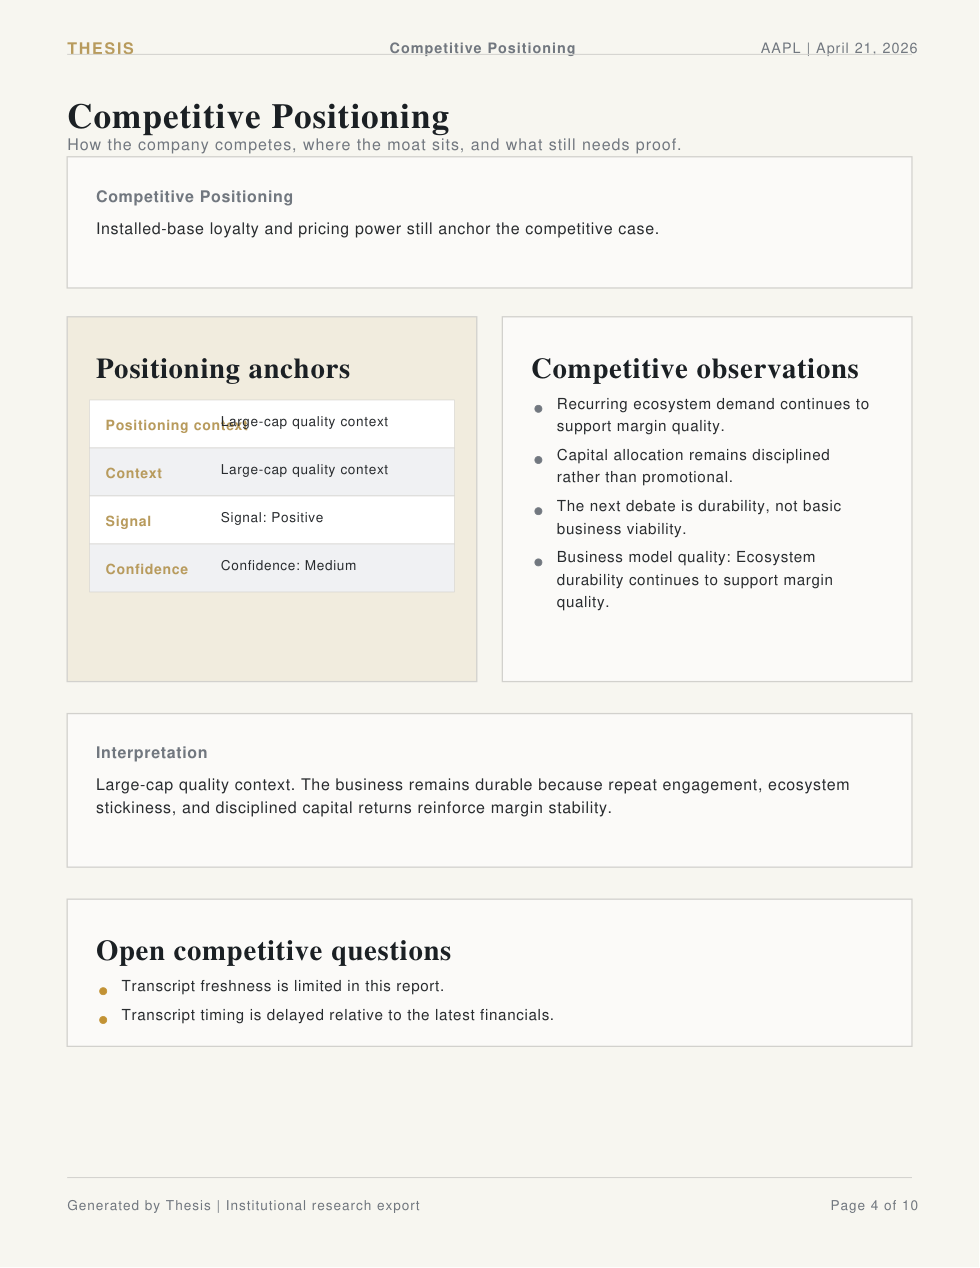 THESIS
Competitive Positioning
AAPL | April 21, 2026
Competitive Positioning
How the company competes, where the moat sits, and what still needs proof.
Competitive Positioning
Installed-base loyalty and pricing power still anchor the competitive case.
Positioning anchors
Positioning context Large-cap quality context
Context Large-cap quality context
Signal Signal: Positive
Confidence Confidence: Medium
Competitive observations
Recurring ecosystem demand continues to
support margin quality.
Capital allocation remains disciplined
rather than promotional.
The next debate is durability, not basic
business viability.
Business model quality: Ecosystem
durability continues to support margin
quality.
Interpretation
Large-cap quality context. The business remains durable because repeat engagement, ecosystem
stickiness, and disciplined capital returns reinforce margin stability.
Open competitive questions
Transcript freshness is limited in this report.
Transcript timing is delayed relative to the latest financials.
Generated by Thesis | Institutional research export
Page 4 of 10